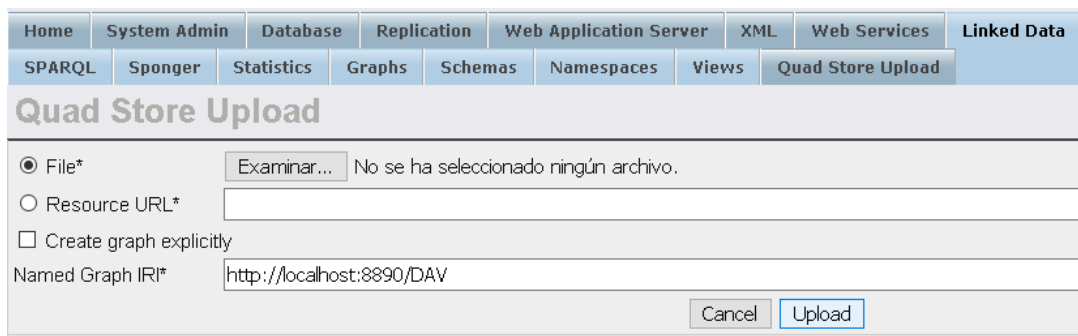 Home System Admin Database Replication Web Application Server XML Web Services Linked Data
SPARQL Sponger Statistics Graphs Schemas Namespaces Views Quad Store Upload
Quad Store Upload
File* Examinar... No se ha seleccionado ningún archivo.
Resource URL*
Create graph explicitly
Named Graph IRI* http://localhost:8890/DAV
Cancel Upload